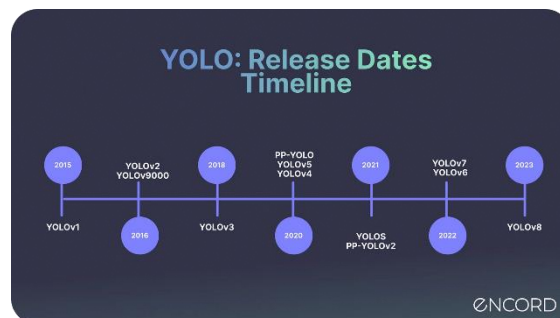 YOLO: Release Dates
Timeline
2015
YOLOv1
YOLOv2
YOLOv9000
2016
2018
YOLOv3
PP-YOLO
YOLOv5
YOLOv4
2020
2021
YOLOS
PP-YOLOv2
YOLOv7
YOLOv6
2022
2023
YOLOv8
ENCORD